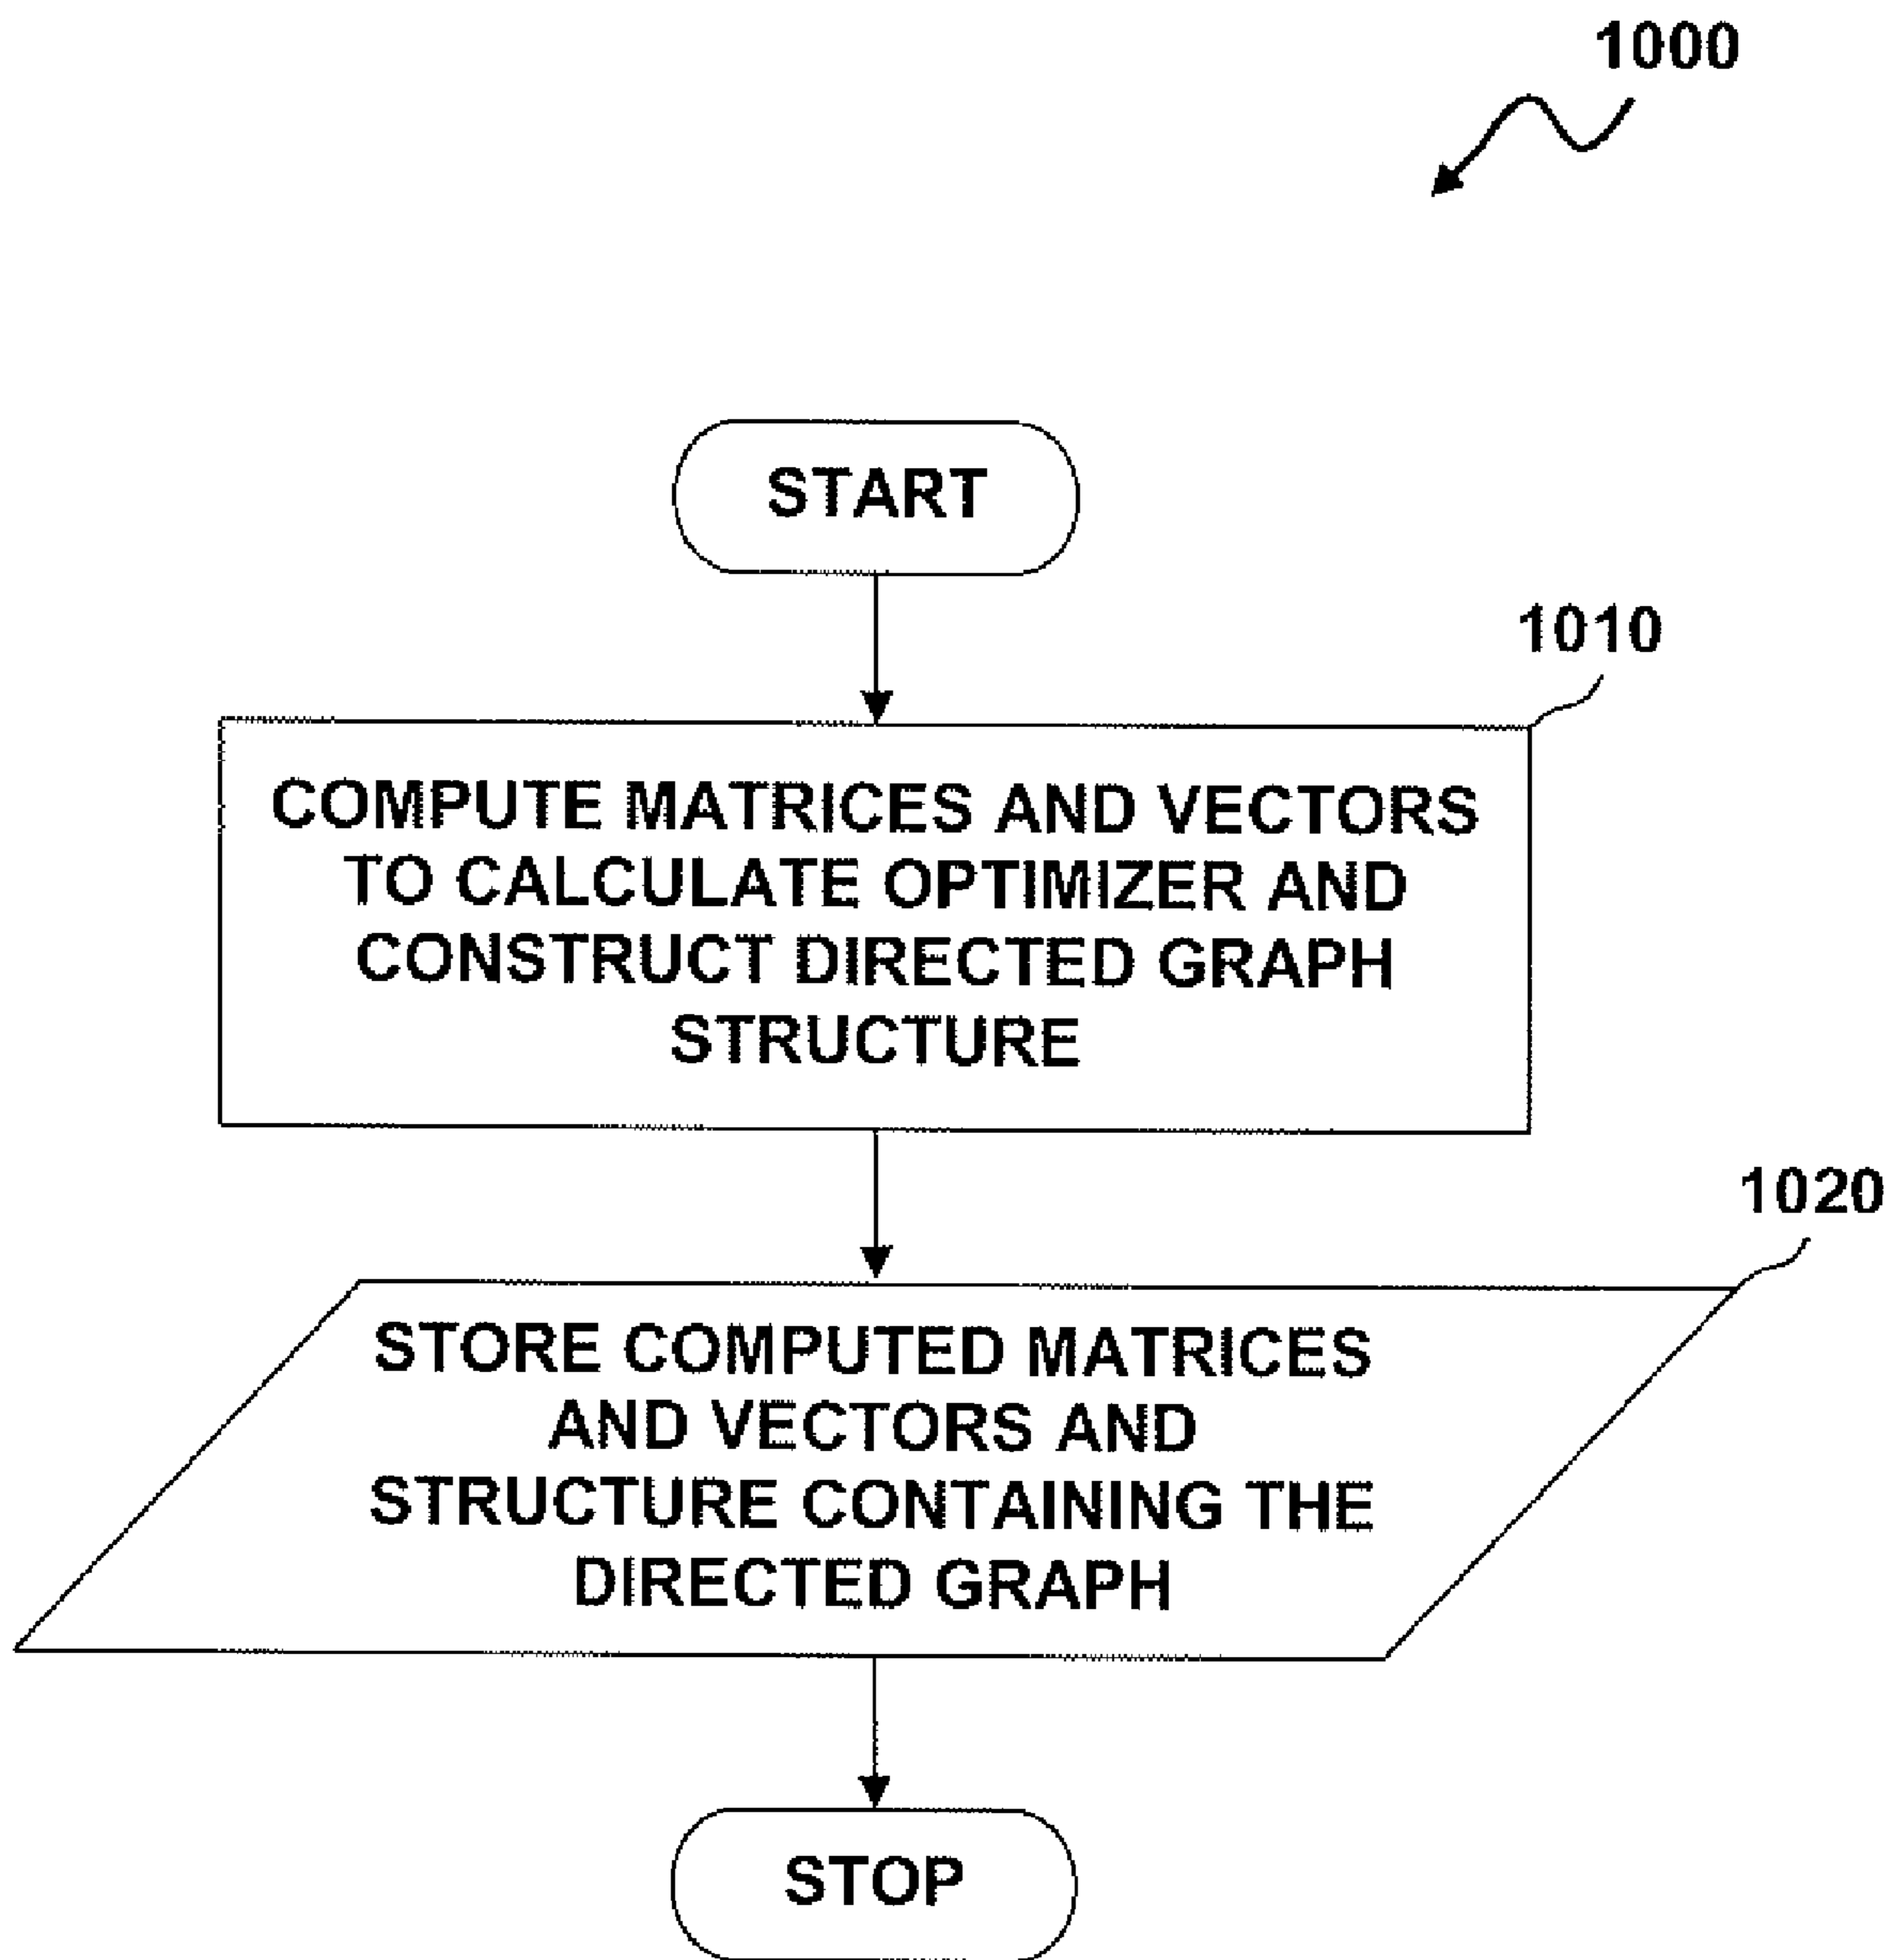 1000
START
1010
COMPUTE MATRICES AND VECTORS
TO CALCULATE OPTIMIZER AND
CONSTRUCT DIRECTED GRAPH
STRUCTURE
1020
STORE COMPUTED MATRICES
AND VECTORS AND
STRUCTURE CONTAINING THE
DIRECTED GRAPH
STOP